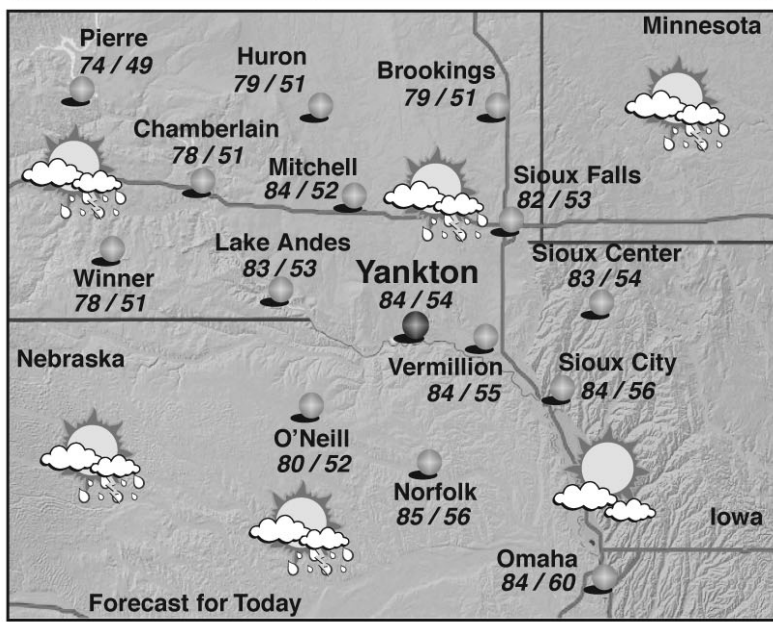 Minnesota
Pierre
74 / 49
Huron
79 / 51
Brookings
79 / 51
Chamberlain
78 / 51
Mitchell
84 / 52
Sioux Falls
82 / 53
Winner
78 / 51
Lake Andes
83 / 53
Yankton
84 / 54
Sioux Center
83 / 54
Nebraska
Vermillion
84 / 55
Sioux City
84 / 56
O'Neill
80 / 52
Norfolk
85 / 56
Iowa
Omaha
84 / 60
Forecast for Today